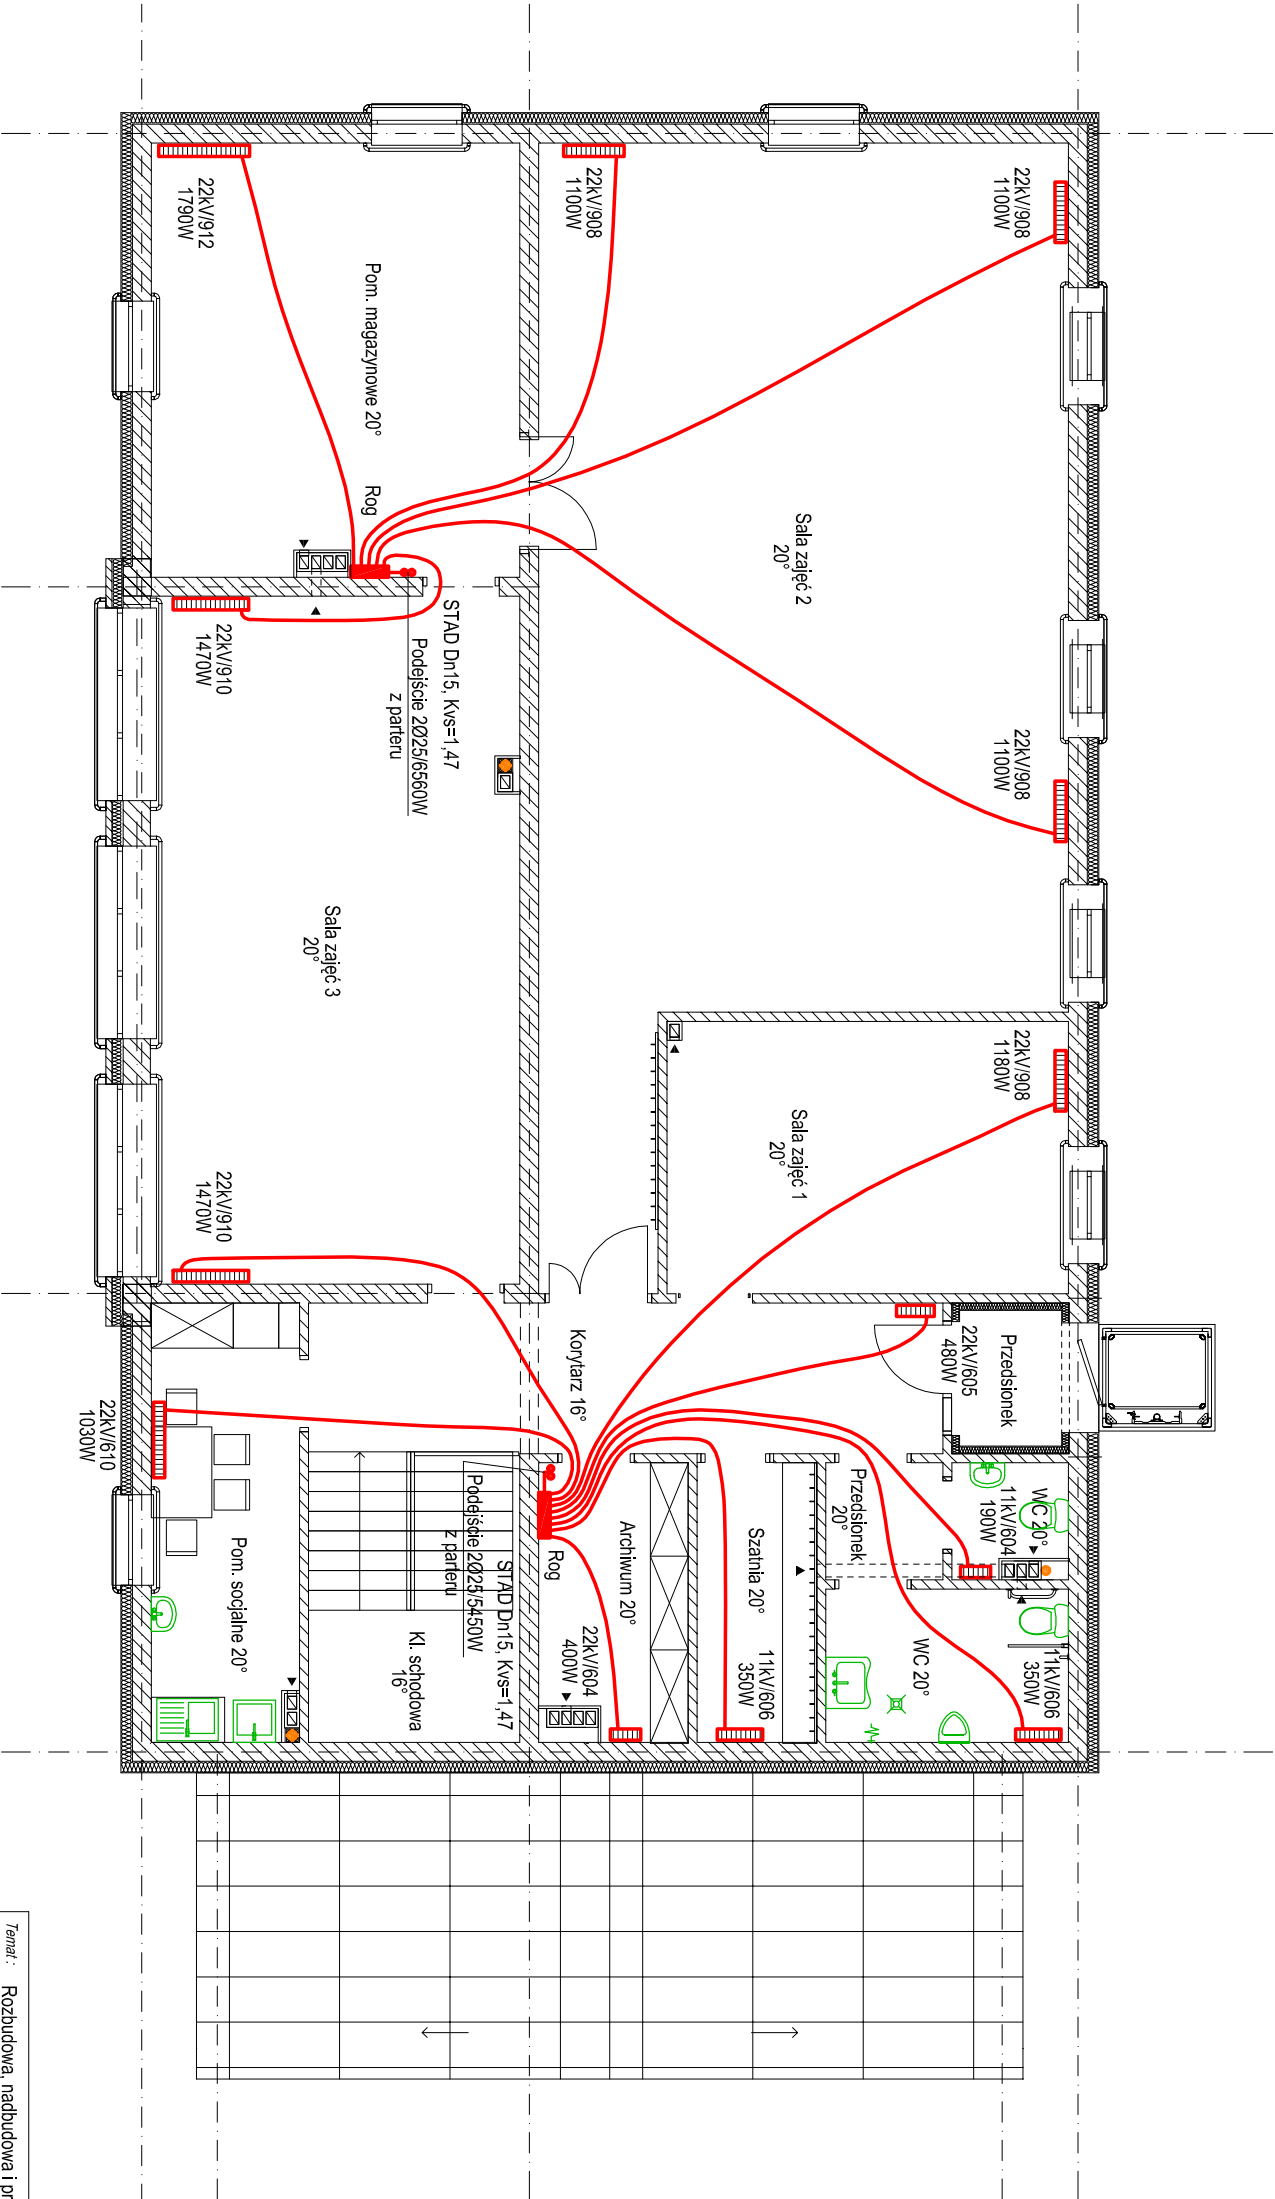 22kV/908
1100W
22kV/908
1100W
22kV/912
1790W
Pom. magazynowe 20°
Rog
Sala zajęć 2
20°
22kV/910
1470W
STAD Dn15, Kvs=1,47
Podejście 2Ø25/6560W
z parteru
22kV/908
1100W
Sala zajęć 3
20°
22kV/908
1180W
Sala zajęć 1
20°
22kV/910
1470W
Korytarz 16°
22kV/605
480W
Przedsionek
22kV/610
1030W
Pom. socjalne 20°
Podejście 2Ø25/5450W
z parteru
STAD Dn15, Kvs=1,47
Rog
Kl. schodowa
16°
Archiwum 20°
22kV/604
400W
Szatnia 20°
11kV/606
350W
Przedsionek
20°
WC 20°
11kV/604
190W
WC 20°
11kV/606
350W
Temat: Rozbudowa, nadbudowa i pr